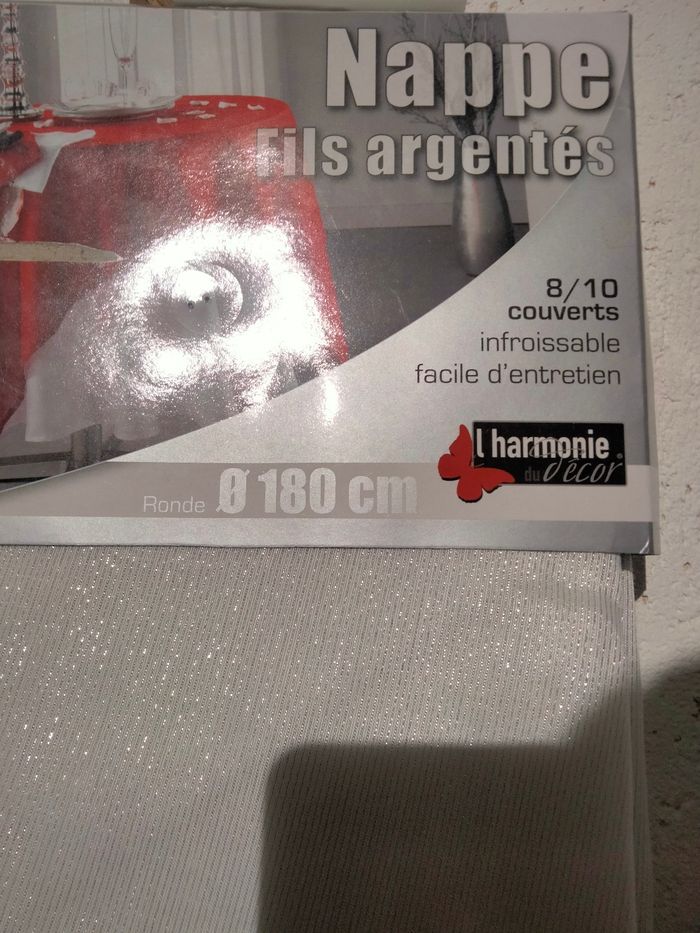 Nappe
Fils argentés
8/10
couverts
infroissable
facile d'entretien
l'harmonie
du décor
Ronde Ø 180 cm